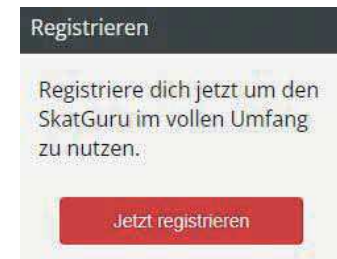 Registrieren
Registriere dich jetzt um den
SkatGuru im vollen Umfang
zu nutzen.
Jetzt registrieren